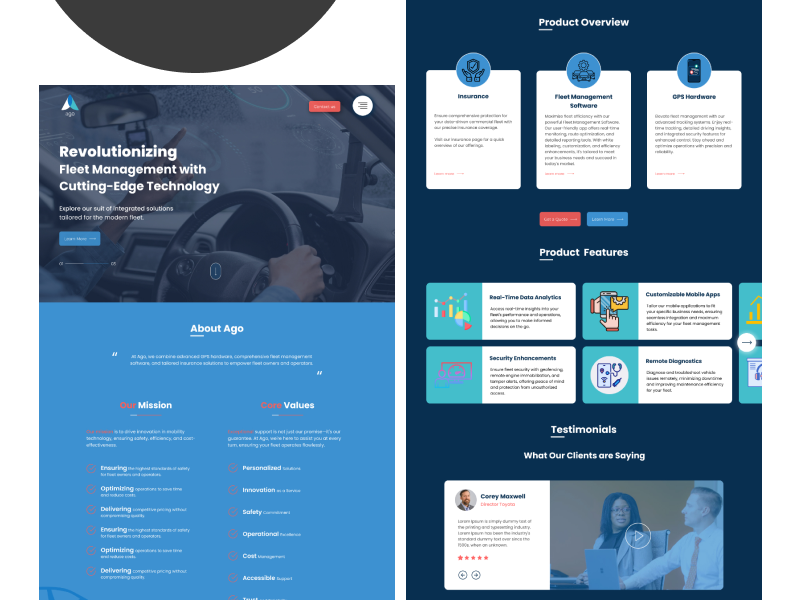 ago
Contact us
Revolutionizing
Fleet Management with
Cutting-Edge Technology
Explore our suit of integrated solutions
tailored for the modern fleet.
Learn More
01
About Ago
“
At Ago, we combine advanced GPS hardware, comprehensive fleet management
software, and tailored insurance solutions to empower fleet owners and operators.
”
Our Mission
is to drive innovation in mobility
technology, ensuring safety, efficiency, and cost-
effectiveness.
Ensuring the highest standards of safety
for fleet owners and operators.
Optimizing operations to save time
and reduce costs.
Delivering competitive pricing without
compromising quality.
Ensuring the highest standards of safety
for fleet owners and operators.
Optimizing operations to save time
and reduce costs.
Delivering competitive pricing without
compromising quality.
Core Values
support is not just our promise—it's our
guarantee. At Ago, we're here to assist you at every
turn, ensuring your fleet operates flawlessly.
Personalized Solutions
Innovation as a Service
Safety Commitment
Operational Excellence
Cost Management
Accessible Support
Trust
Product Overview
Insurance
Ensure comprehensive protection for
your data-driven commercial fleet with
our precise insurance coverage.
Visit our insurance page for a quick
overview of our offerings.
Learn more
Fleet Management
Software
Maximize fleet efficiency with our
powerful Fleet Management Software.
Our user-friendly app offers real-time
monitoring, route optimization, and
detailed reporting tools. With white
labeling, customization, and efficiency
enhancements, it's tailored to meet
your business needs and succeed in
today's market.
Learn more
GPS Hardware
Elevate fleet management with our
advanced tracking systems. Enjoy real-
time tracking, detailed driving insights,
and integrated security features for
enhanced control. Stay ahead and
optimize operations with precision and
reliability.
Learn more
Get a Quote
Learn more
Product Features
Real-Time Data Analytics
Access real-time insights into your
fleet's performance and operations,
allowing you to make informed
decisions on the go.
Customizable Mobile Apps
Tailor our mobile applications to fit
your specific business needs, ensuring
seamless integration and maximum
efficiency for your fleet management
tasks.
Security Enhancements
Ensure fleet security with geofencing,
remote engine immobilization, and
tamper alerts, offering peace of mind
and protection from unauthorized
access.
Remote Diagnostics
Diagnose and troubleshoot vehicle
issues remotely, minimizing downtime
and improving maintenance efficiency
for your fleet.
Testimonials
What Our Clients are Saying
Corey Maxwell
Director Toyota
Lorem Ipsum is simply dummy text of
the printing and typesetting industry.
Lorem Ipsum has been the industry's
standard dummy text ever since the
1500s, when an unknown.